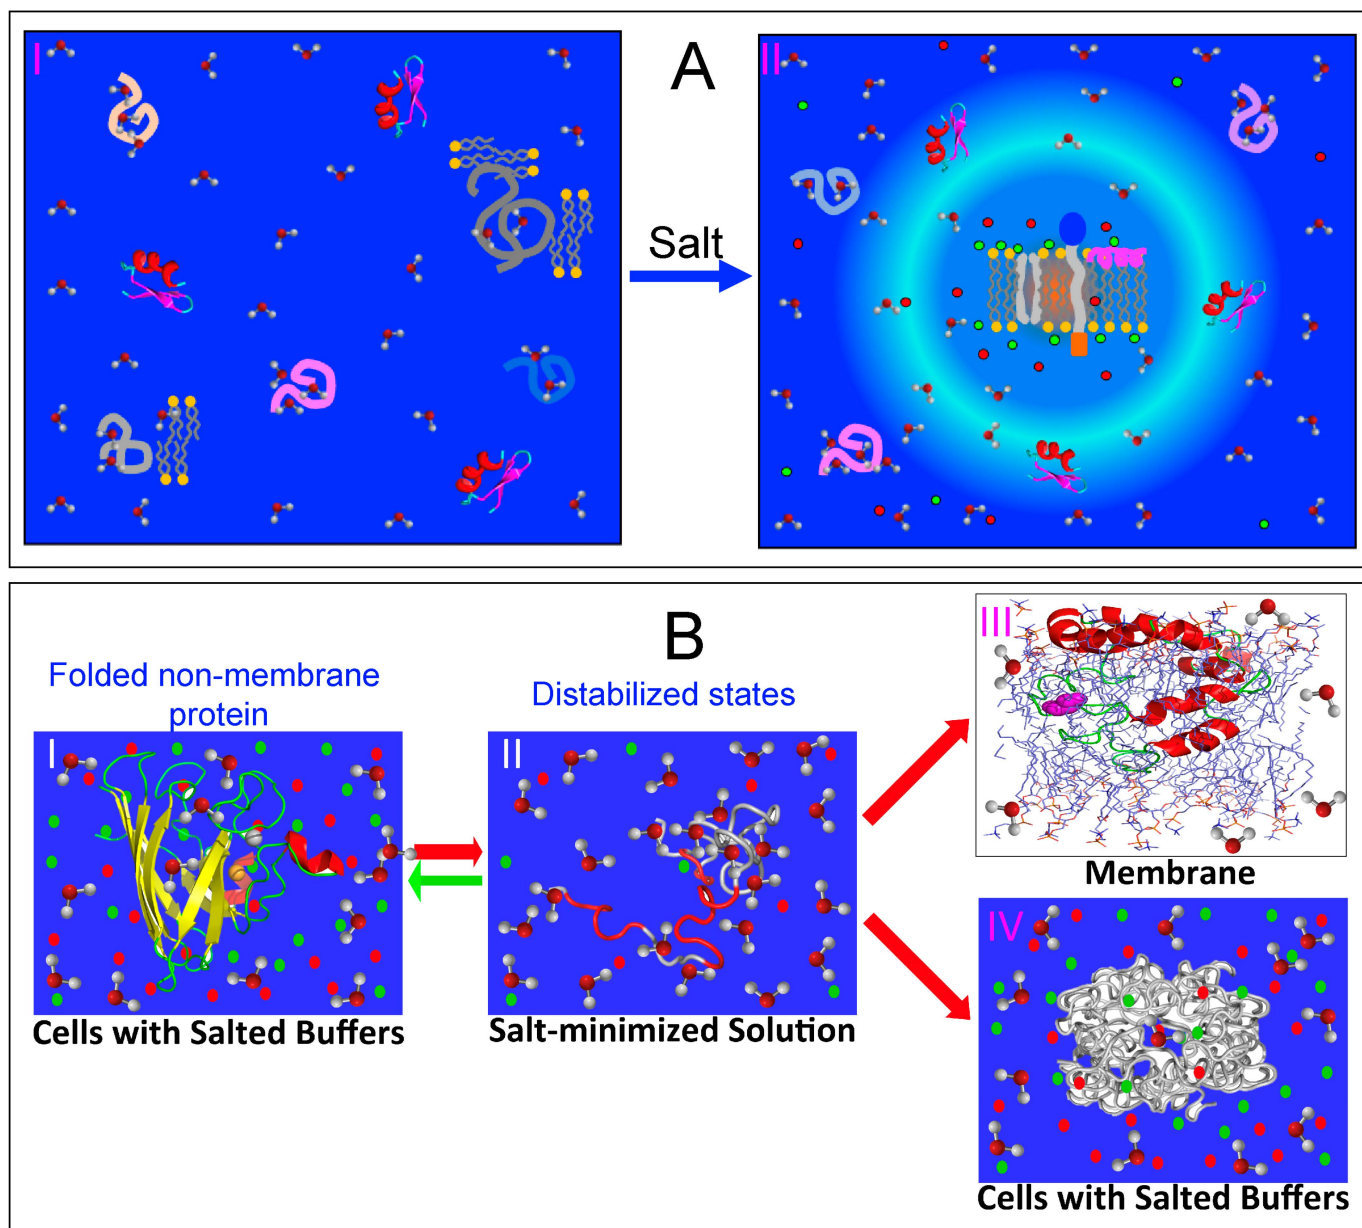 I
A
II
Salt
B
Folded non-membrane
protein
Distabilized states
I
II
III
Membrane
Cells with Salted Buffers
Salt-minimized Solution
IV
Cells with Salted Buffers